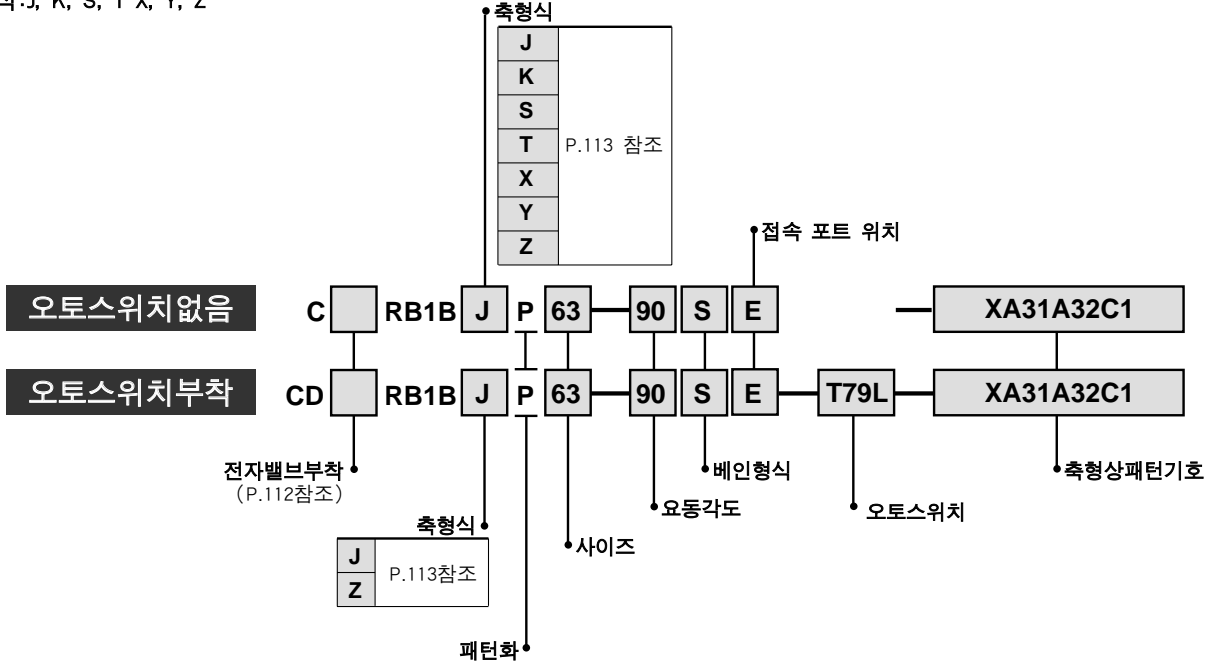 식:J, K, S, T X, Y, Z
축형식
J
K
S
T
X
Y
Z
P.113 참조
접속 포트 위치
오토스위치없음 C RB1B J P 63 — 90 S E — XA31A32C1
오토스위치부착 CD RB1B J P 63 — 90 S E — T79L — XA31A32C1
전자밸브부착
(P.112참조)
베인형식
축형상패턴기호
요동각도
오토스위치
축형식
사이즈
J
Z
P.113참조
패턴화